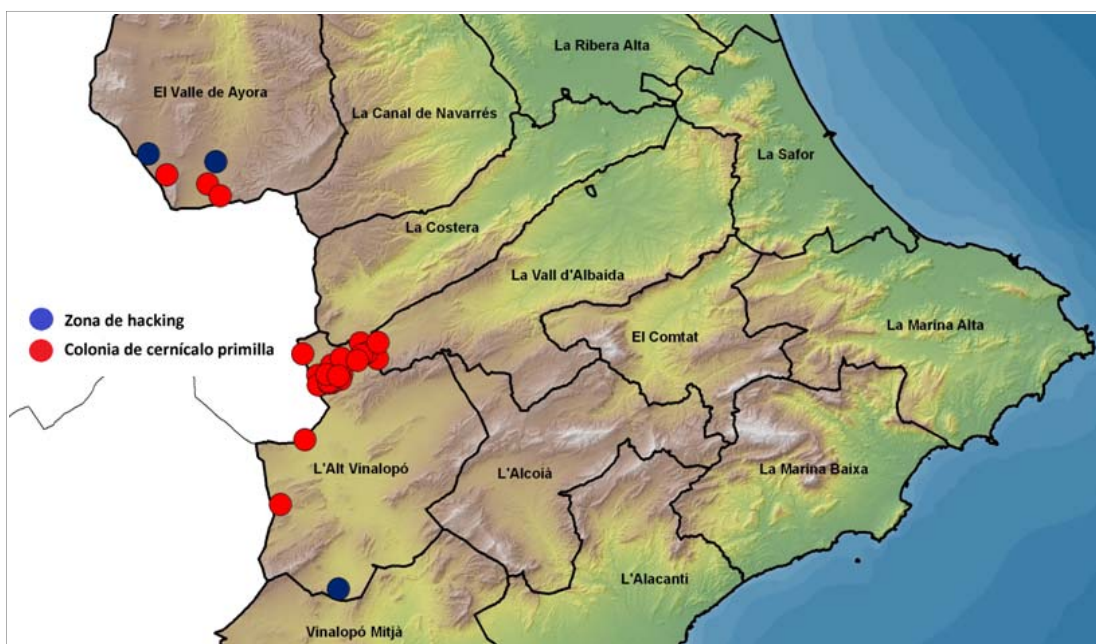 La Ribera Alta
El Valle de Ayora
La Canal de Navarrés
La Safor
La Costera
La Vall d'Albaida
Zona de hacking
El Comtat
La Marina Alta
Colonia de cernícalo primilla
L'Alt Vinalopó
L'Alcoià
La Marina Baixa
L'Alacantí
Vinalopó Mitjà